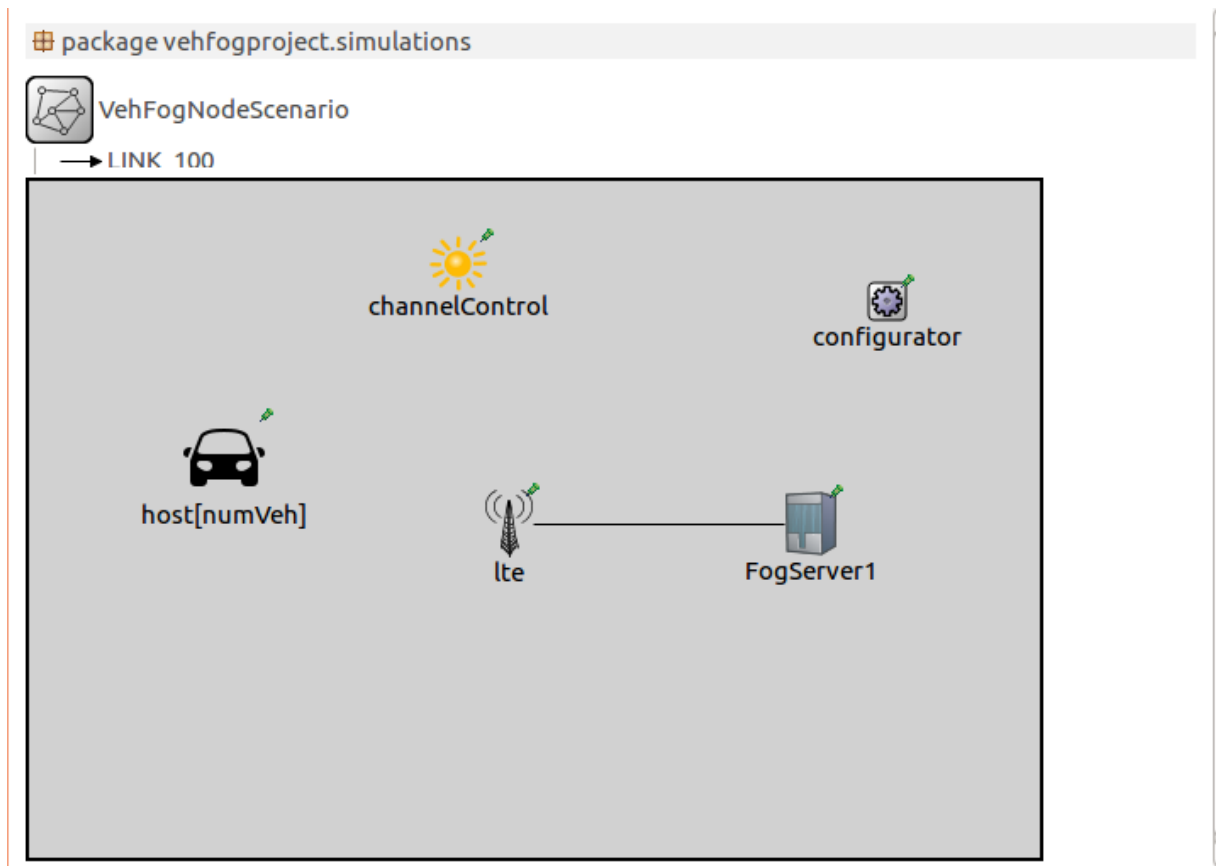 package vehfogproject.simulations
VehFogNodeScenario
LINK_100
channelControl
configurator
host[numVeh]
lte
FogServer1